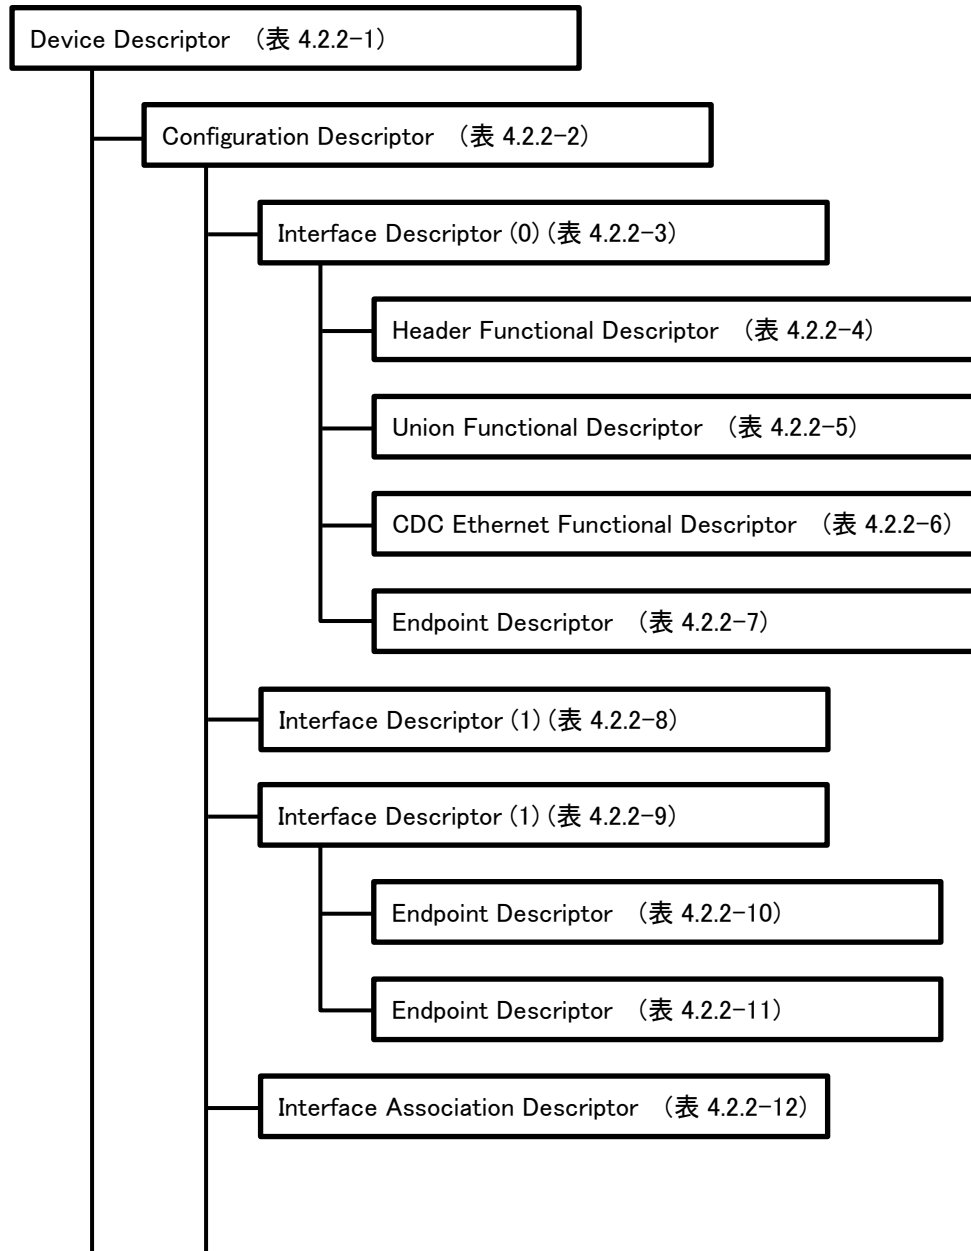 Device Descriptor （表 4.2.2-1）
Configuration Descriptor （表 4.2.2-2）
Interface Descriptor (0) (表 4.2.2-3)
Header Functional Descriptor （表 4.2.2-4）
Union Functional Descriptor （表 4.2.2-5）
CDC Ethernet Functional Descriptor （表 4.2.2-6）
Endpoint Descriptor （表 4.2.2-7）
Interface Descriptor (1) (表 4.2.2-8)
Interface Descriptor (1) (表 4.2.2-9)
Endpoint Descriptor （表 4.2.2-10）
Endpoint Descriptor （表 4.2.2-11）
Interface Association Descriptor （表 4.2.2-12）